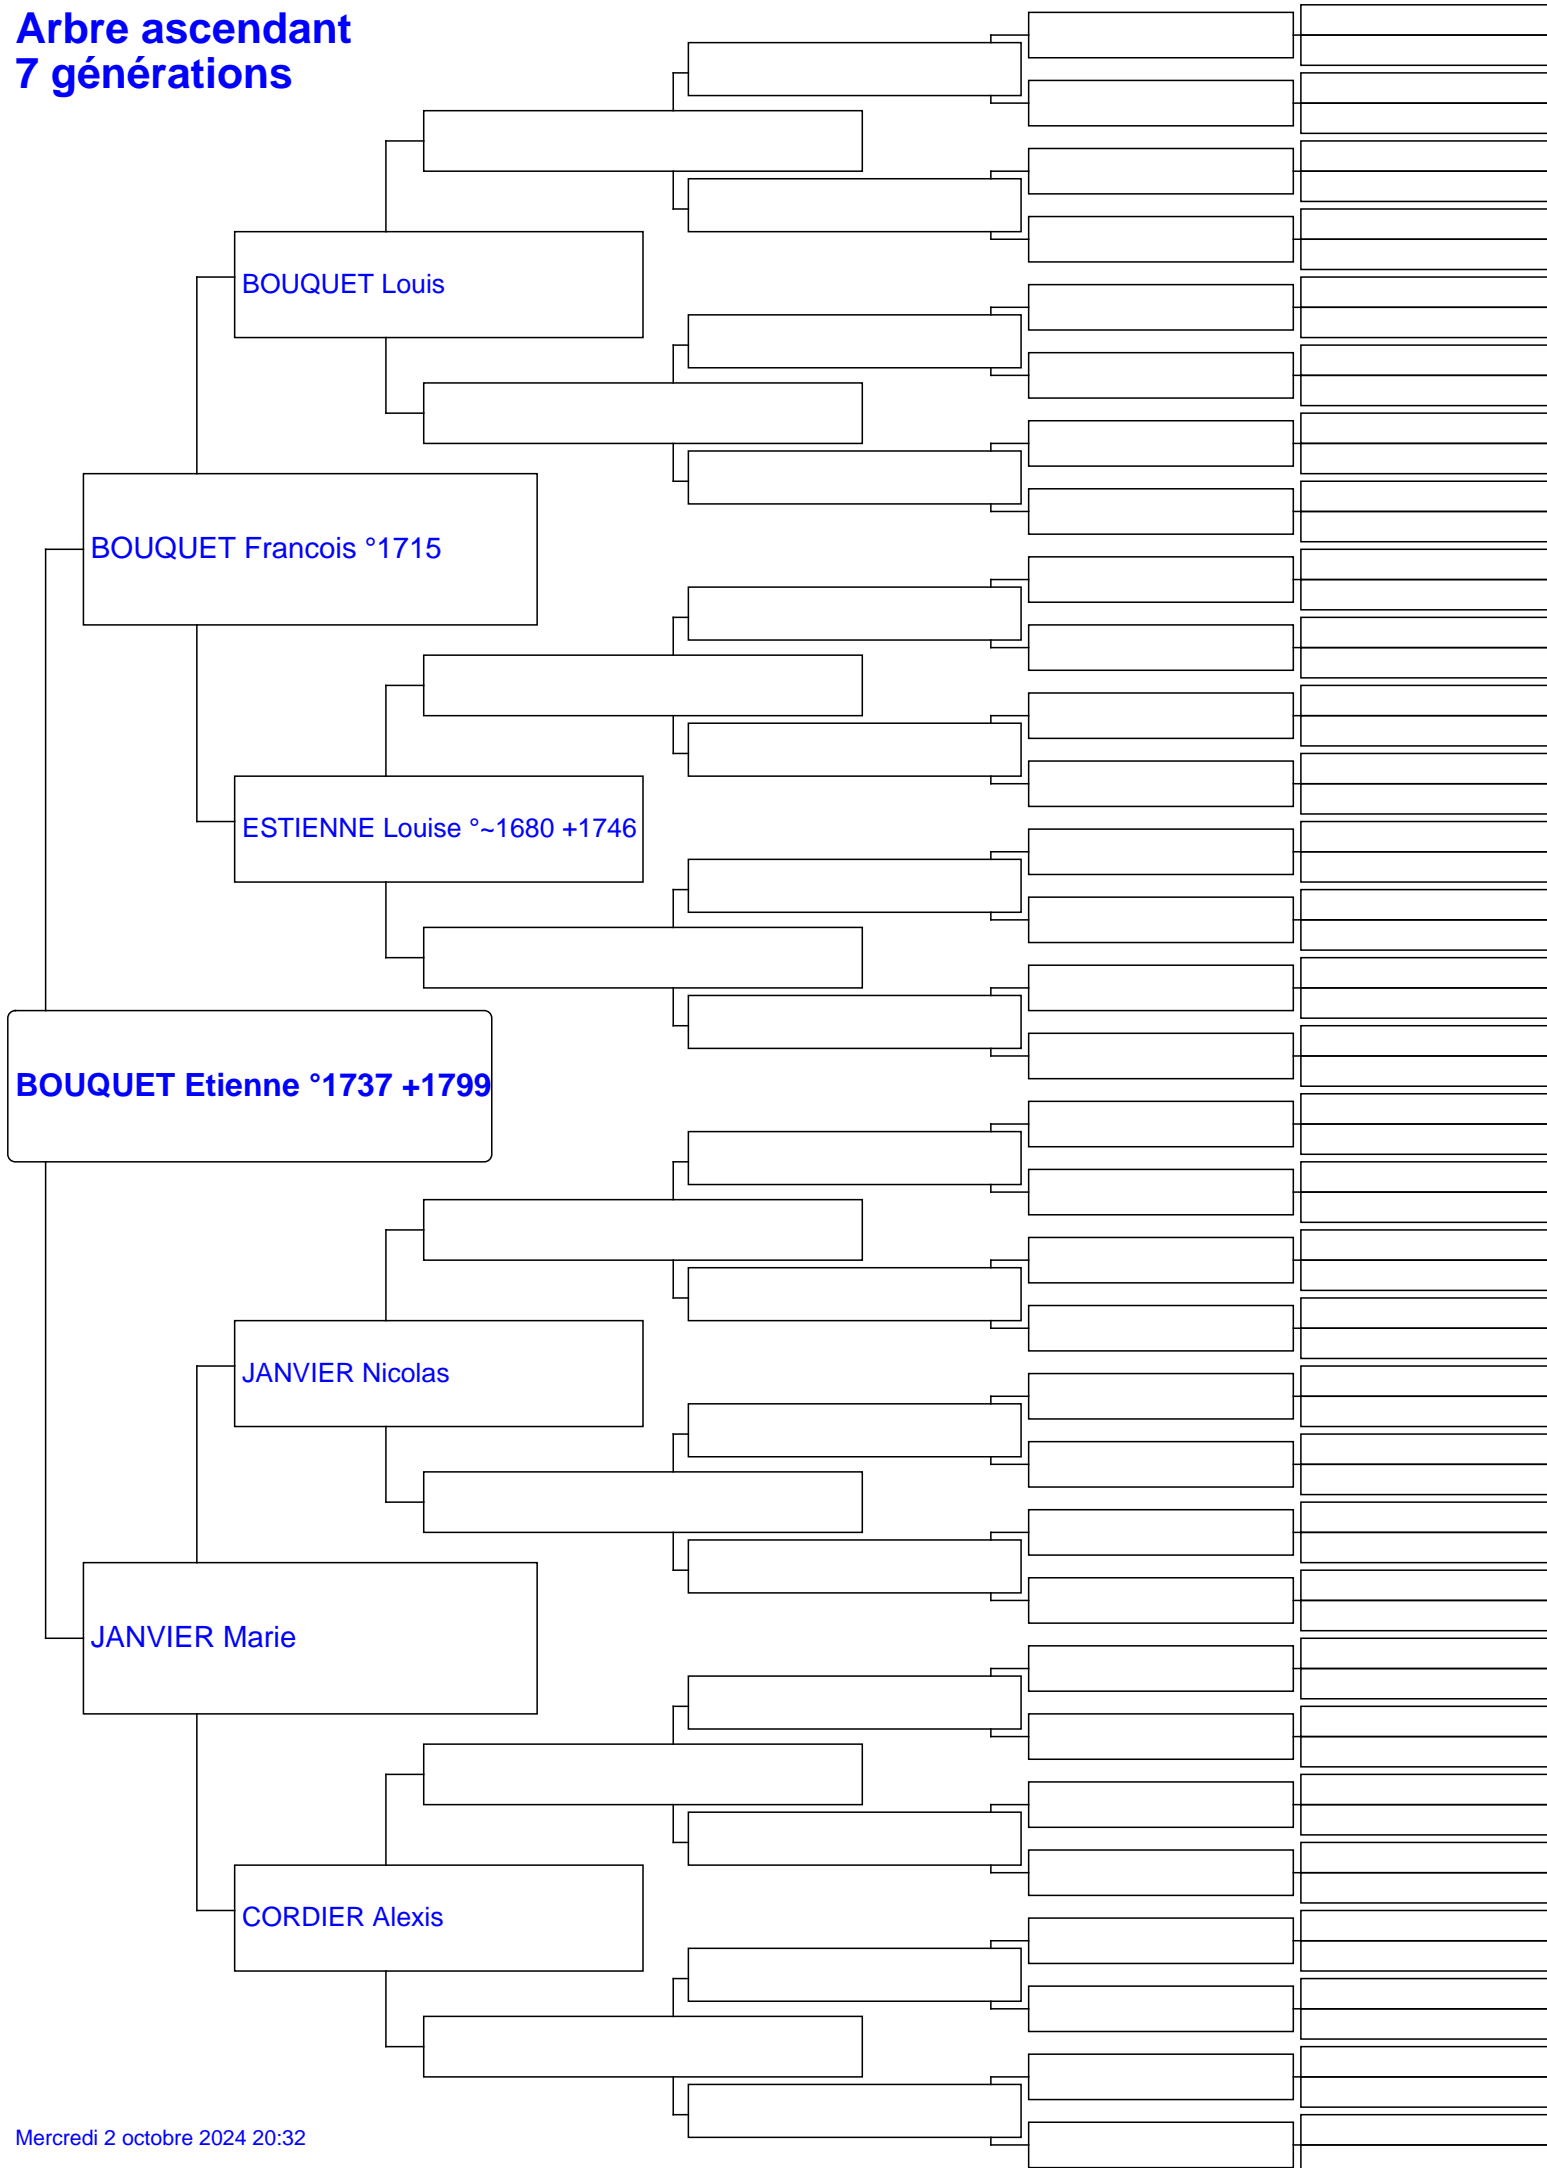 Arbre ascendant
7 générations
BOUQUET Louis
BOUQUET Francois °1715
ESTIENNE Louise °~1680 +1746
BOUQUET Etienne °1737 +1799
JANVIER Nicolas
JANVIER Marie
CORDIER Alexis
Mercredi 2 octobre 2024 20:32